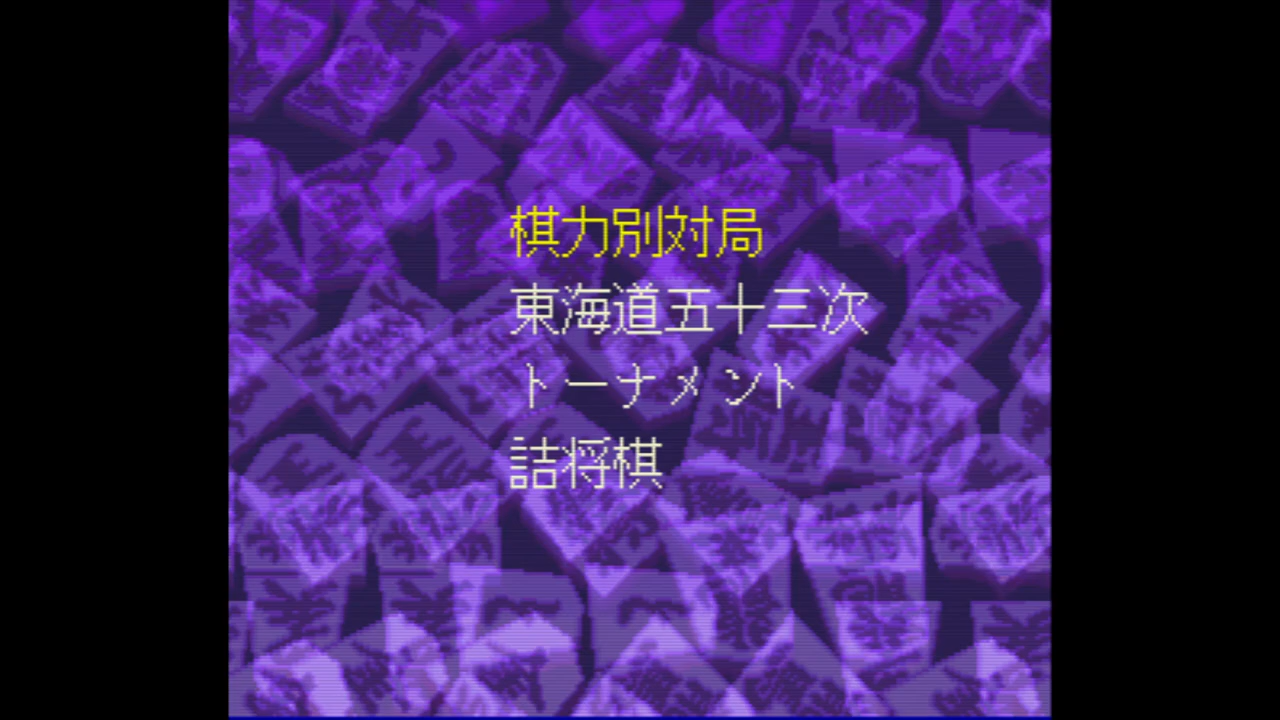 棋力別対局
東海道五十三次
トーナメント
詰将棋